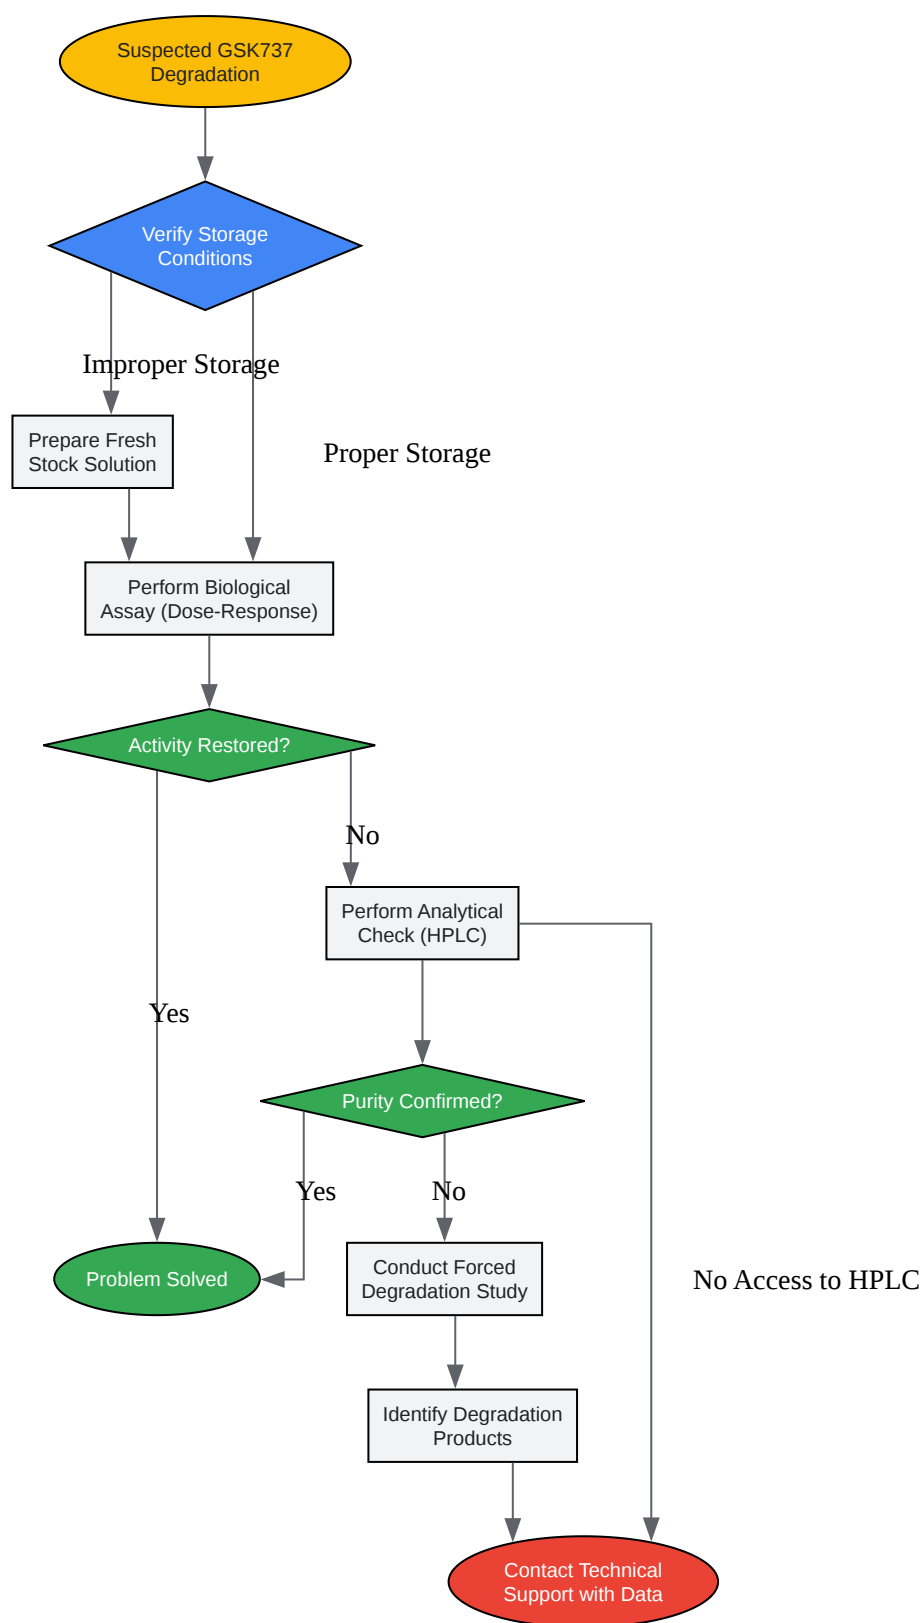 Suspected GSK737
Degradation
Verify Storage
Conditions
Improper Storage
Prepare Fresh
Stock Solution
Proper Storage
Perform Biological
Assay (Dose-Response)
Activity Restored?
No
Perform Analytical
Check (HPLC)
Yes
Purity Confirmed?
Yes
No
Problem Solved
Conduct Forced
Degradation Study
No Access to HPLC
Identify Degradation
Products
Contact Technical
Support with Data